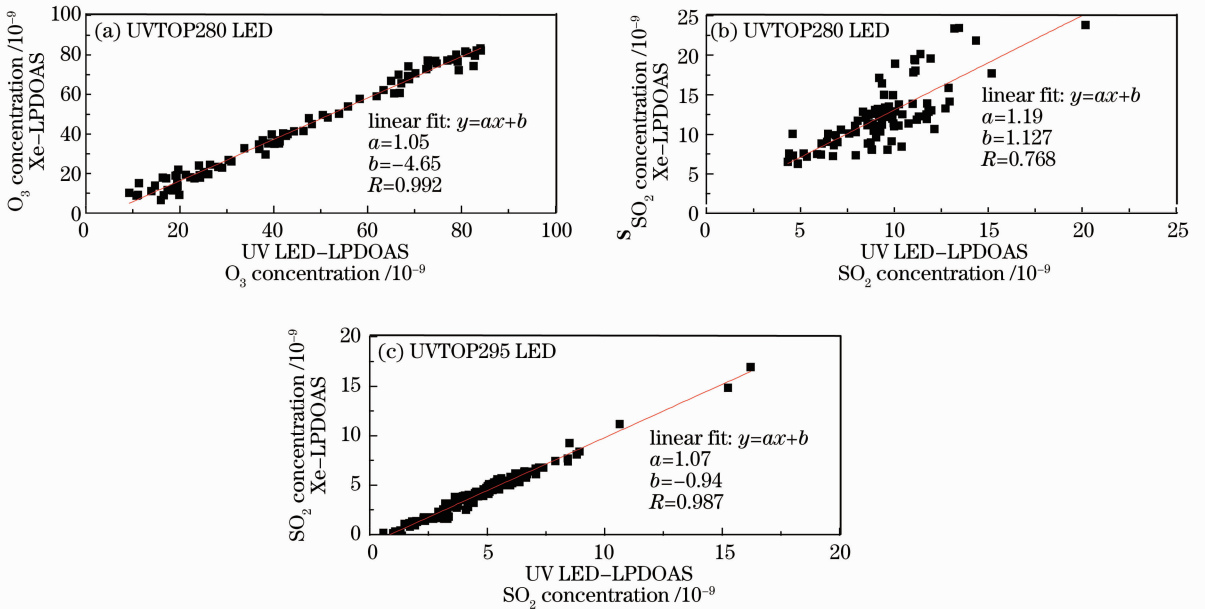 (a) UVTOP280 LED
O₃ concentration /10⁻⁹
Xe−LPDOAS
100
80
60
40
20
0
linear fit: y=ax+b
a=1.05
b=−4.65
R=0.992
0 20 40 60 80 100
UV LED−LPDOAS
O₃ concentration /10⁻⁹
(b) UVTOP280 LED
s SO₂ concentration /10⁻⁹
Xe−LPDOAS
25
20
15
10
5
0
linear fit: y=ax+b
a=1.19
b=1.127
R=0.768
0 5 10 15 20 25
UV LED−LPDOAS
SO₂ concentration /10⁻⁹
(c) UVTOP295 LED
SO₂ concentration /10⁻⁹
Xe−LPDOAS
20
15
10
5
0
linear fit: y=ax+b
a=1.07
b=−0.94
R=0.987
0 5 10 15 20
UV LED−LPDOAS
SO₂ concentration /10⁻⁹